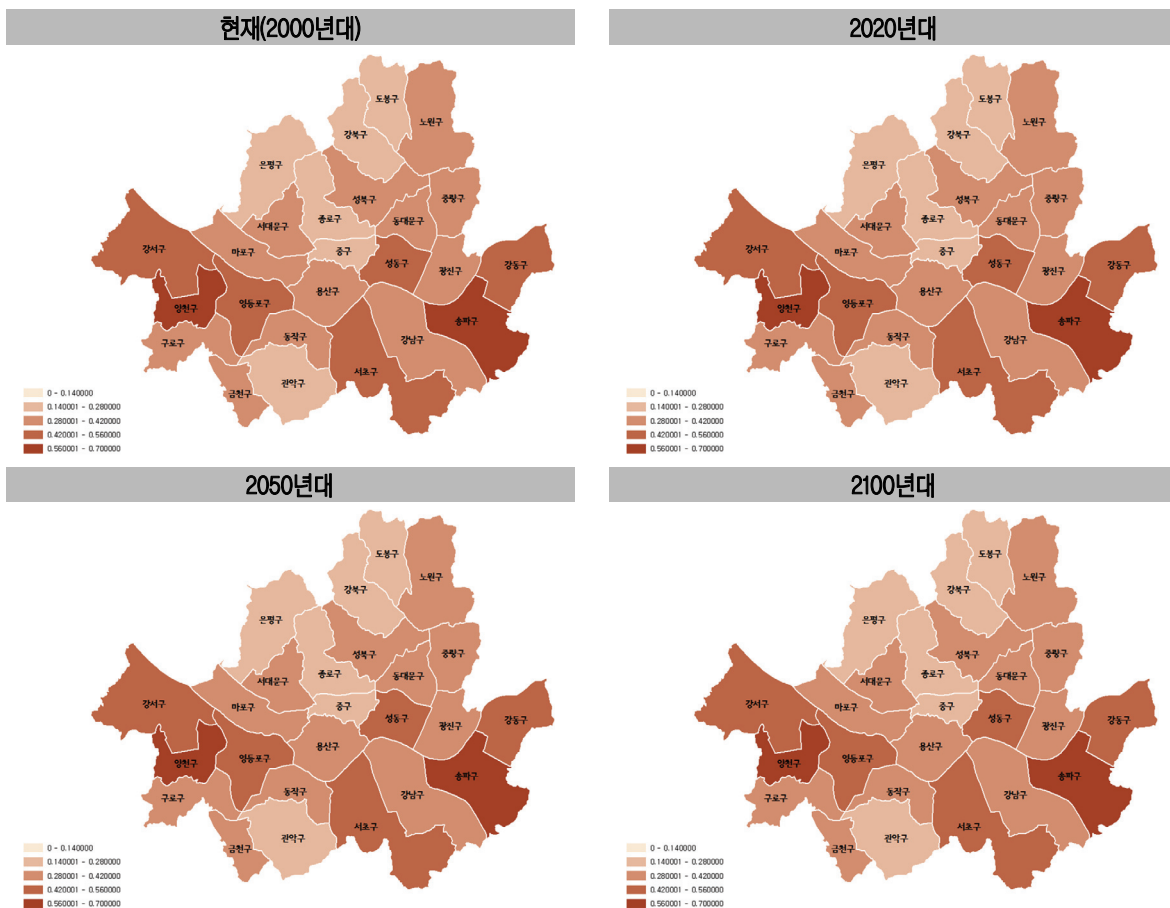 현재(2000년대)
도봉구
노원구
강북구
은평구
성북구
중랑구
종로구
서대문구
동대문구
마포구
중구
강서구
성동구
광진구
강동구
양천구
영등포구
용산구
송파구
구로구
동작구
강남구
서초구
관악구
금천구
0 - 0.140000
0.140001 - 0.280000
0.280001 - 0.420000
0.420001 - 0.560000
0.560001 - 0.700000
2020년대
도봉구
노원구
강북구
은평구
성북구
중랑구
종로구
서대문구
동대문구
마포구
중구
강서구
성동구
광진구
강동구
양천구
영등포구
용산구
송파구
구로구
동작구
강남구
서초구
관악구
금천구
0 - 0.140000
0.140001 - 0.280000
0.280001 - 0.420000
0.420001 - 0.560000
0.560001 - 0.700000
2050년대
도봉구
노원구
강북구
은평구
성북구
중랑구
종로구
서대문구
동대문구
마포구
중구
강서구
성동구
광진구
강동구
양천구
영등포구
용산구
송파구
구로구
동작구
강남구
서초구
관악구
금천구
0 - 0.140000
0.140001 - 0.280000
0.280001 - 0.420000
0.420001 - 0.560000
0.560001 - 0.700000
2100년대
도봉구
노원구
강북구
은평구
성북구
중랑구
종로구
서대문구
동대문구
마포구
중구
강서구
성동구
광진구
강동구
양천구
영등포구
용산구
송파구
구로구
동작구
강남구
서초구
관악구
금천구
0 - 0.140000
0.140001 - 0.280000
0.280001 - 0.420000
0.420001 - 0.560000
0.560001 - 0.700000